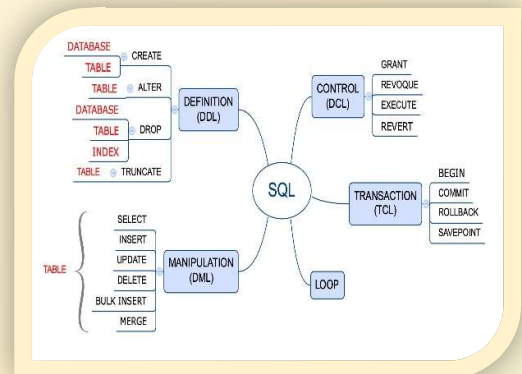 DATABASE
TABLE
CREATE
TABLE
ALTER
DATABASE
TABLE
INDEX
DROP
TABLE
TRUNCATE
DEFINITION
(DDL)
TABLE
SELECT
INSERT
UPDATE
DELETE
BULK INSERT
MERGE
MANIPULATION
(DML)
SQL
CONTROL
(DCL)
GRANT
REVOQUE
EXECUTE
REVERT
TRANSACTION
(TCL)
BEGIN
COMMIT
ROLLBACK
SAVEPOINT
LOOP